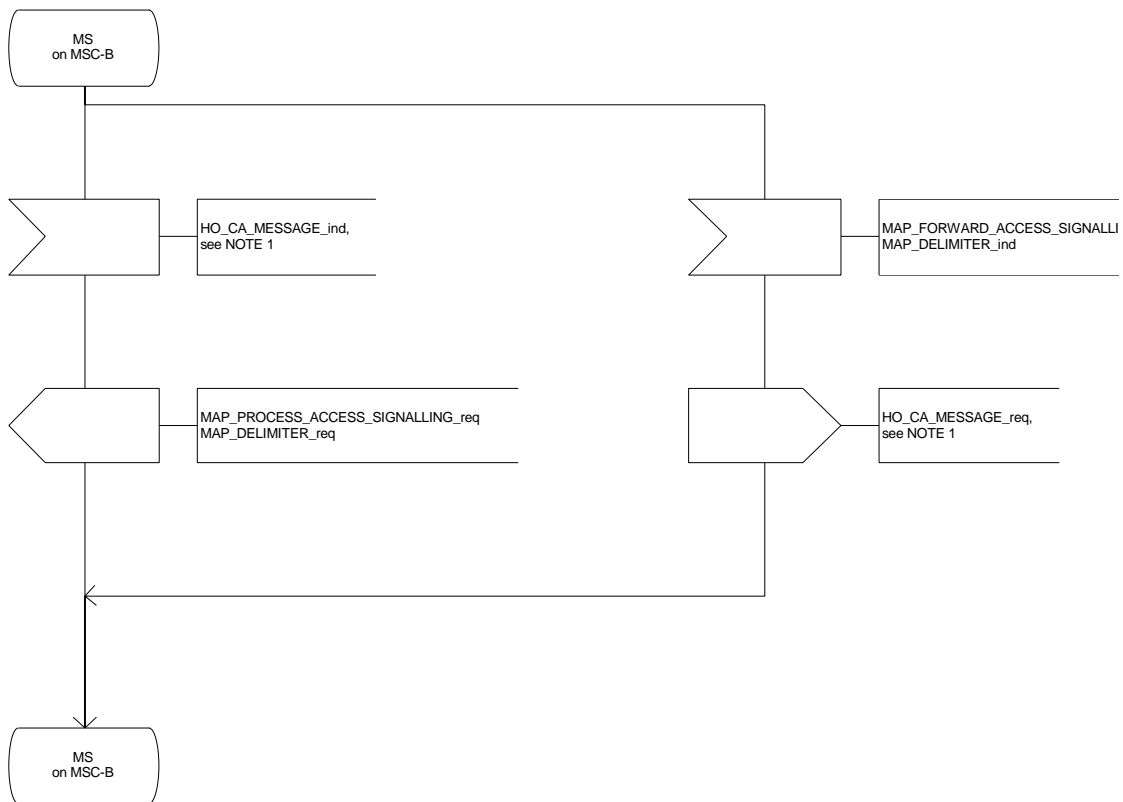 MS
on MSC-B
HO_CA_MESSAGE_ind,
see NOTE 1
MAP_FORWARD_ACCESS_SIGNALLI
MAP_DELIMITER_ind
MAP_PROCESS_ACCESS_SIGNALLING_req
MAP_DELIMITER_req
HO_CA_MESSAGE_req,
see NOTE 1
MS
on MSC-B